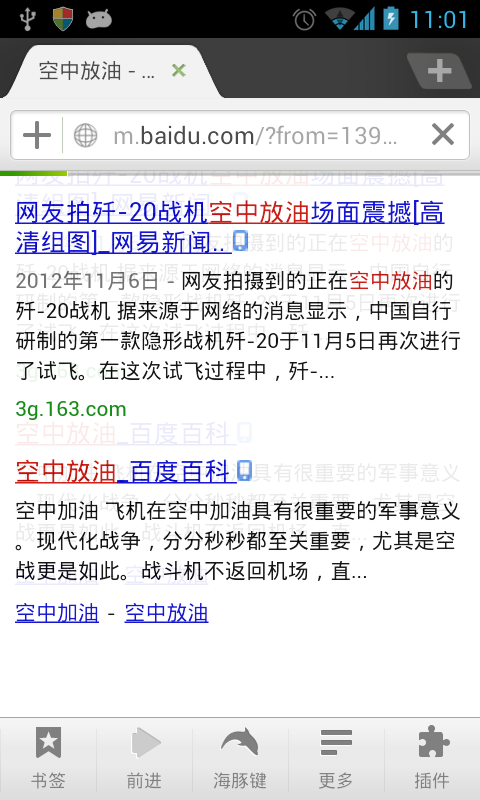 11:01
空中放油 - ...
m.baidu.com/?from=139...
网友拍歼-20战机空中放油场面震撼[高
清组图]_网易新闻..
2012年11月6日 - 网友拍摄到的正在空中放油的
歼-20战机 据来源于网络的消息显示，中国自行
研制的第一款隐形战机歼-20于11月5日再次进行
了试飞。在这次试飞过程中，歼-...
3g.163.com
空中放油_百度百科
空中放油_百度百科
空中加油 飞机在空中加油具有很重要的军事意义
。现代化战争，分分秒秒都至关重要，尤其是空
战更是如此。战斗机不返回机场，直...
空中加油 - 空中放油
书签 前进 海豚键 更多 插件